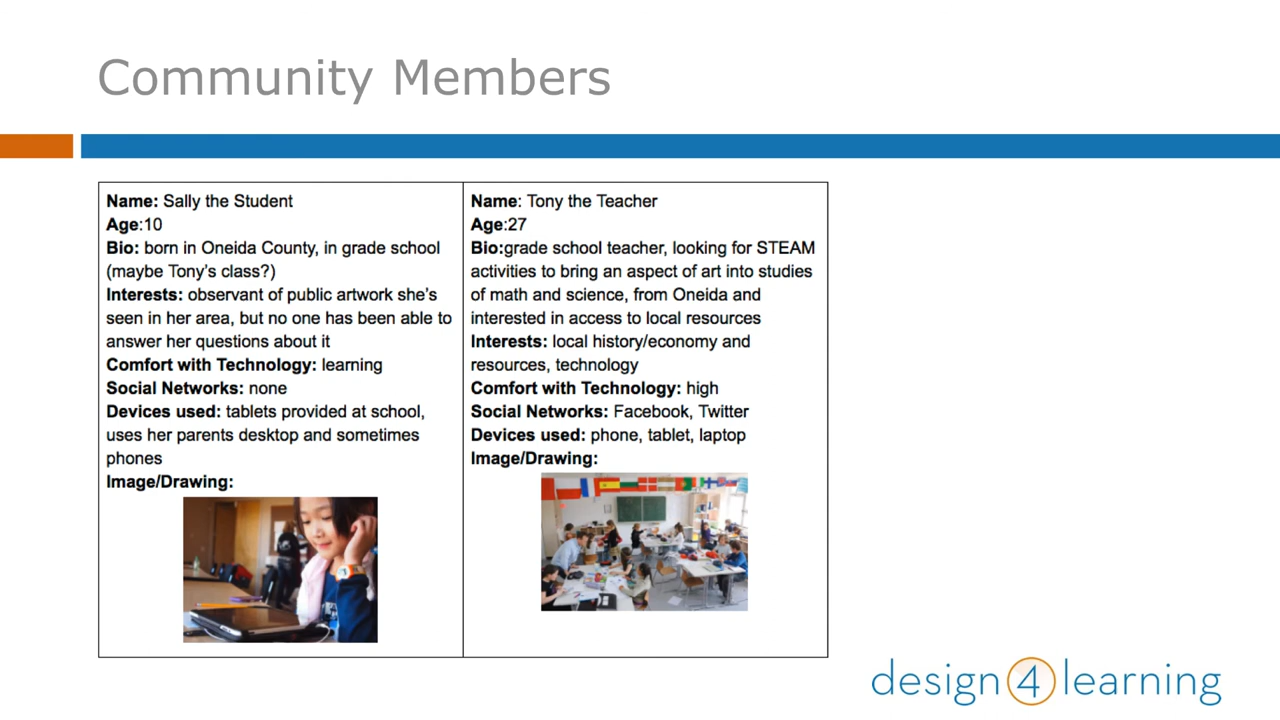 Community Members
Name: Sally the Student
Age:10
Bio: born in Oneida County, in grade school
(maybe Tony's class?)
Interests: observant of public artwork she's
seen in her area, but no one has been able to
answer her questions about it
Comfort with Technology: learning
Social Networks: none
Devices used: tablets provided at school,
uses her parents desktop and sometimes
phones
Image/Drawing:
Name: Tony the Teacher
Age:27
Bio:grade school teacher, looking for STEAM
activities to bring an aspect of art into studies
of math and science, from Oneida and
interested in access to local resources
Interests: local history/economy and
resources, technology
Comfort with Technology: high
Social Networks: Facebook, Twitter
Devices used: phone, tablet, laptop
Image/Drawing:
design 4 learning